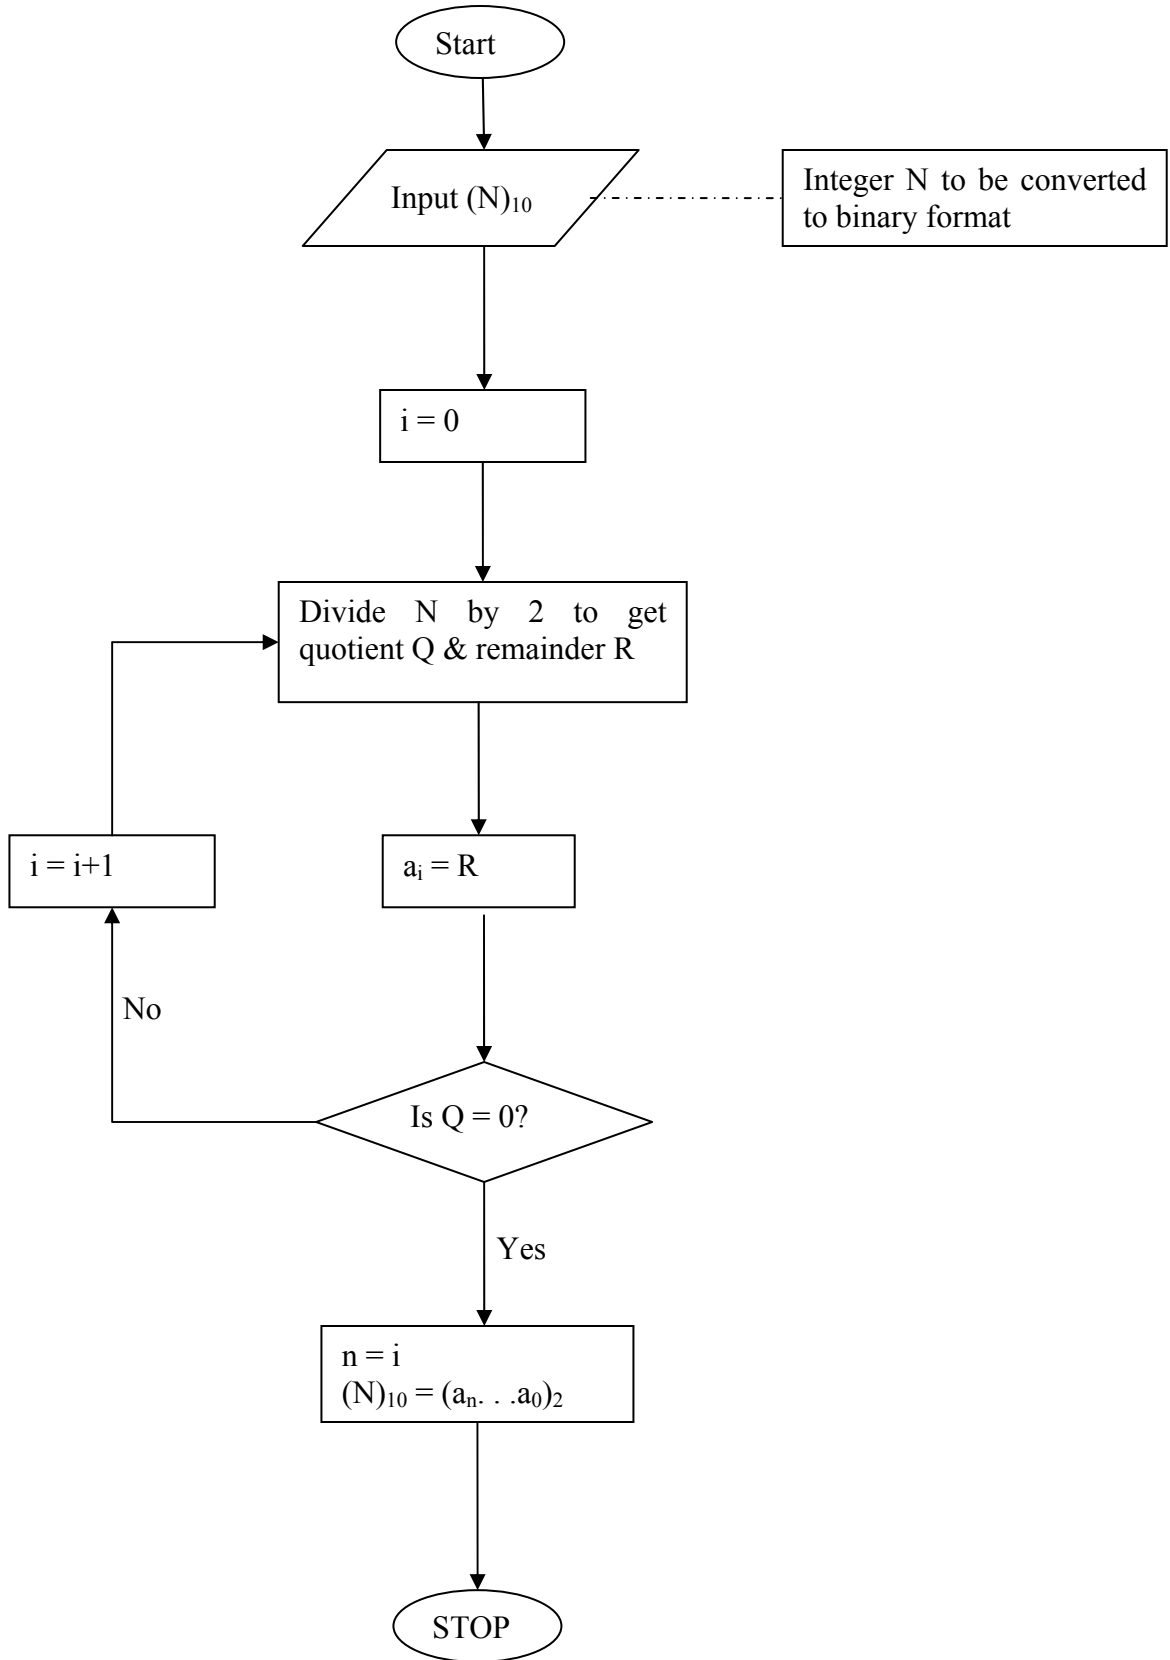 Start
Input (N)₁₀
Integer N to be converted
to binary format
i = 0
Divide N by 2 to get
quotient Q & remainder R
i = i+1
aᵢ = R
No
Is Q = 0?
Yes
n = i
(N)₁₀ = (aₙ. . .a₀)₂
STOP